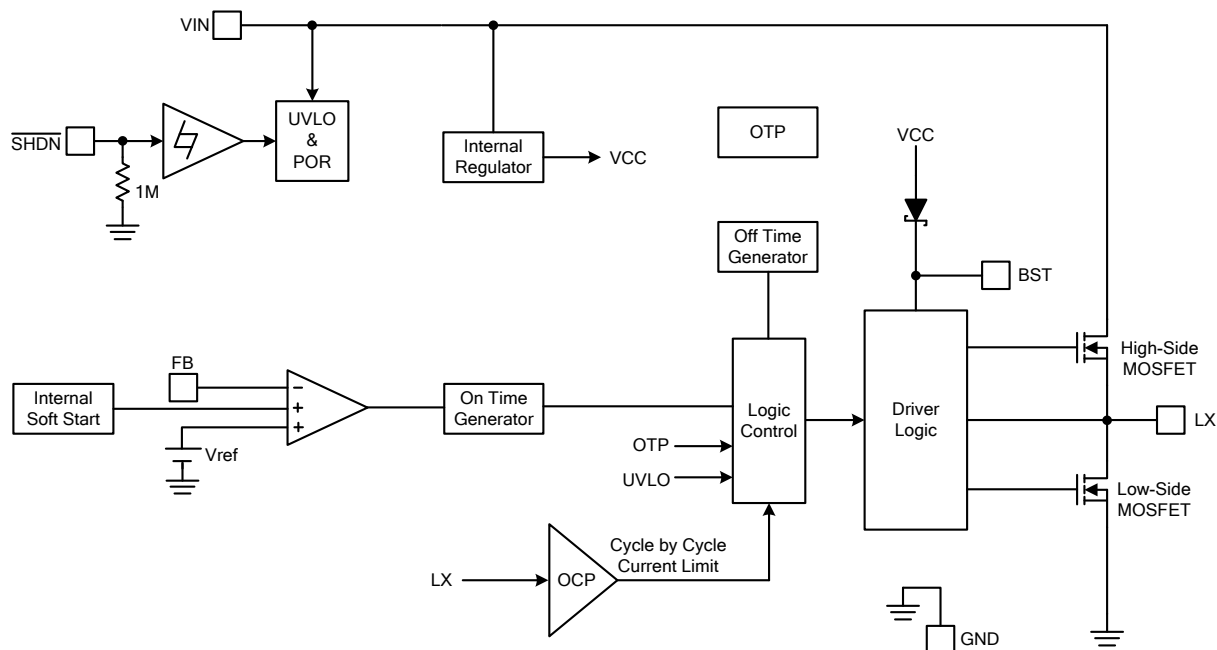 VIN
SHDN
1M
UVLO
&
POR
Internal
Regulator
VCC
OTP
VCC
Off Time
Generator
BST
FB
Internal
Soft Start
−
+
+
Vref
On Time
Generator
Logic
Control
OTP
UVLO
Driver
Logic
High-Side
MOSFET
LX
Low-Side
MOSFET
LX
OCP
Cycle by Cycle
Current Limit
GND